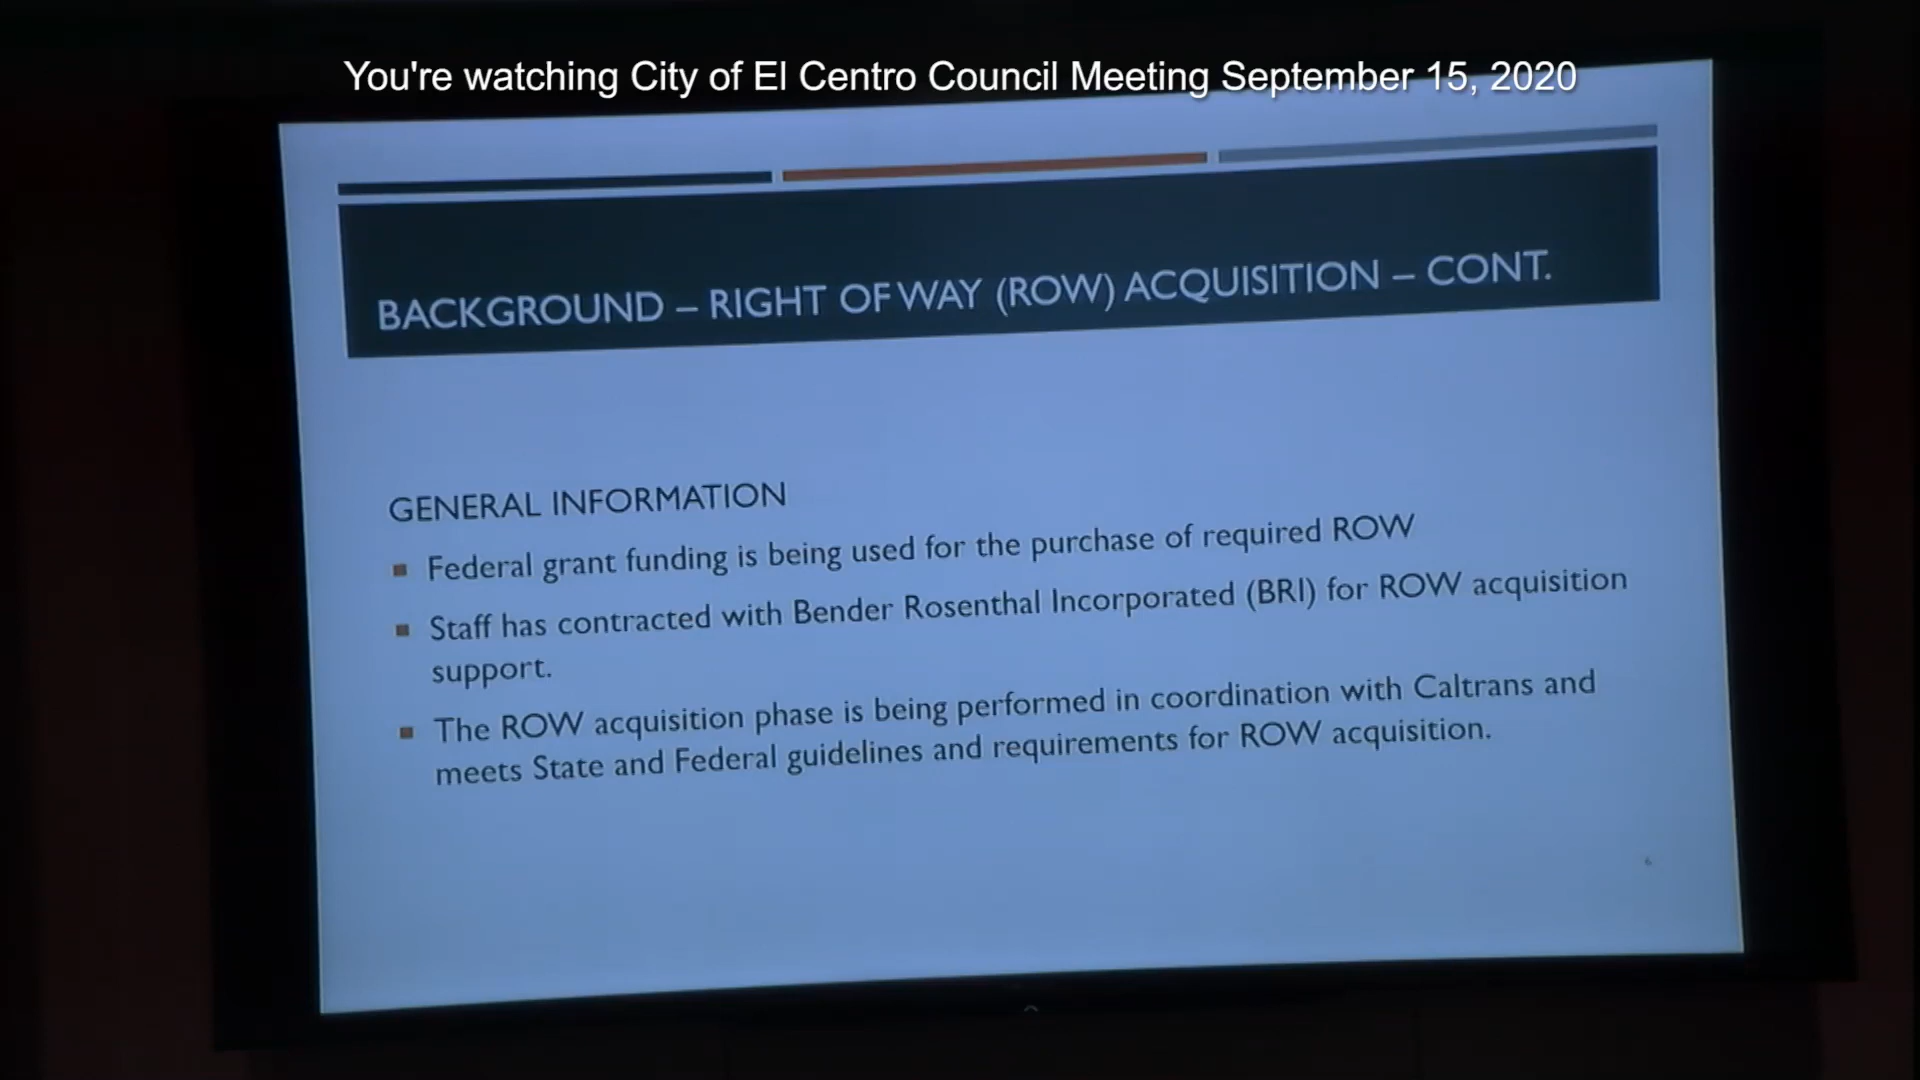 You're watching City of El Centro Council Meeting September 15, 2020
BACKGROUND – RIGHT OF WAY (ROW) ACQUISITION – CONT.
GENERAL INFORMATION
▪ Federal grant funding is being used for the purchase of required ROW
▪ Staff has contracted with Bender Rosenthal Incorporated (BRI) for ROW acquisition
support.
▪ The ROW acquisition phase is being performed in coordination with Caltrans and
meets State and Federal guidelines and requirements for ROW acquisition.
6